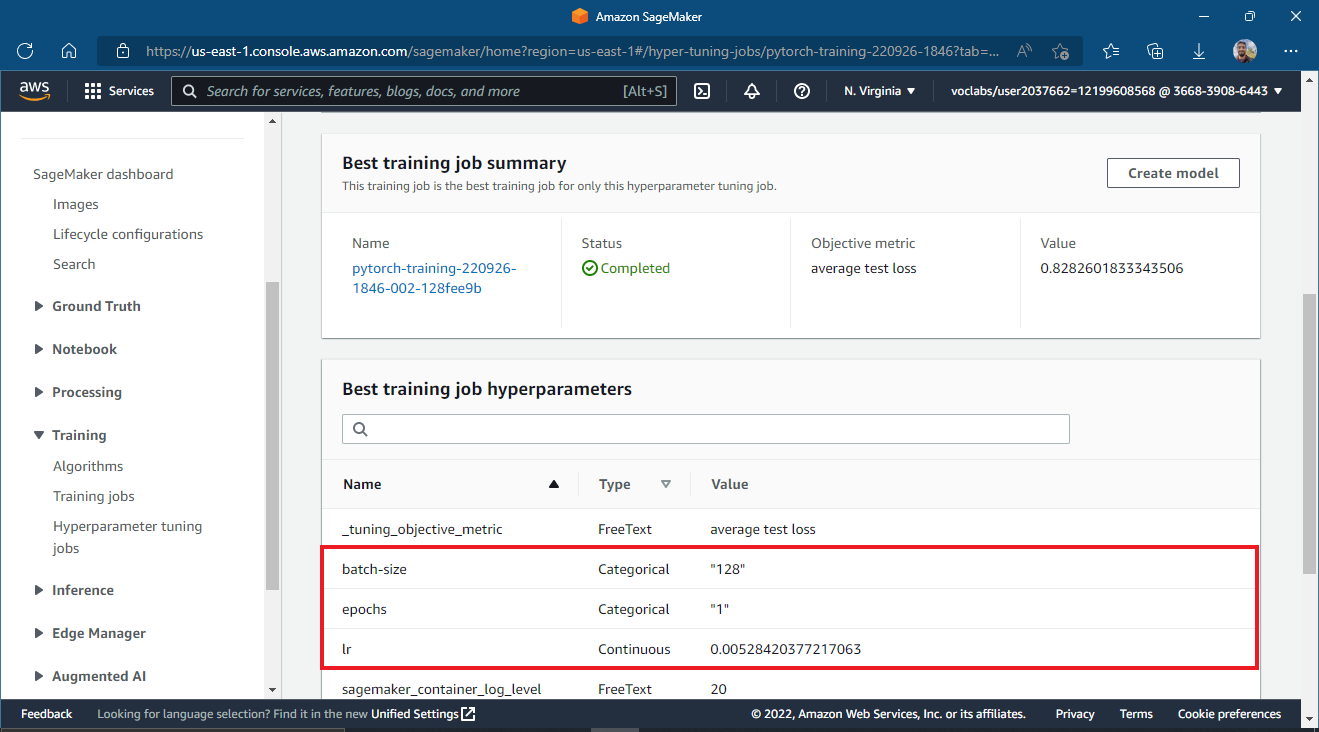 Amazon SageMaker
https://us-east-1.console.aws.amazon.com/sagemaker/home?region=us-east-1#/hyper-tuning-jobs/pytorch-training-220926-1846?tab=...
aws
Services
Search for services, features, blogs, docs, and more
[Alt+S]
N. Virginia
voclabs/user2037662=12199608568 @ 3668-3908-6443
SageMaker dashboard
Images
Lifecycle configurations
Search
Ground Truth
Notebook
Processing
Training
Algorithms
Training jobs
Hyperparameter tuning
jobs
Inference
Edge Manager
Augmented AI
Best training job summary
This training job is the best training job for only this hyperparameter tuning job.
Create model
Name
pytorch-training-220926-
1846-002-128fee9b
Status
Completed
Objective metric
average test loss
Value
0.8282601833343506
Best training job hyperparameters
Name Type Value
_tuning_objective_metric FreeText average test loss
batch-size Categorical "128"
epochs Categorical "1"
lr Continuous 0.00528420377217063
sagemaker_container_log_level FreeText 20
Feedback
Looking for language selection? Find it in the new Unified Settings
© 2022, Amazon Web Services, Inc. or its affiliates.
Privacy
Terms
Cookie preferences